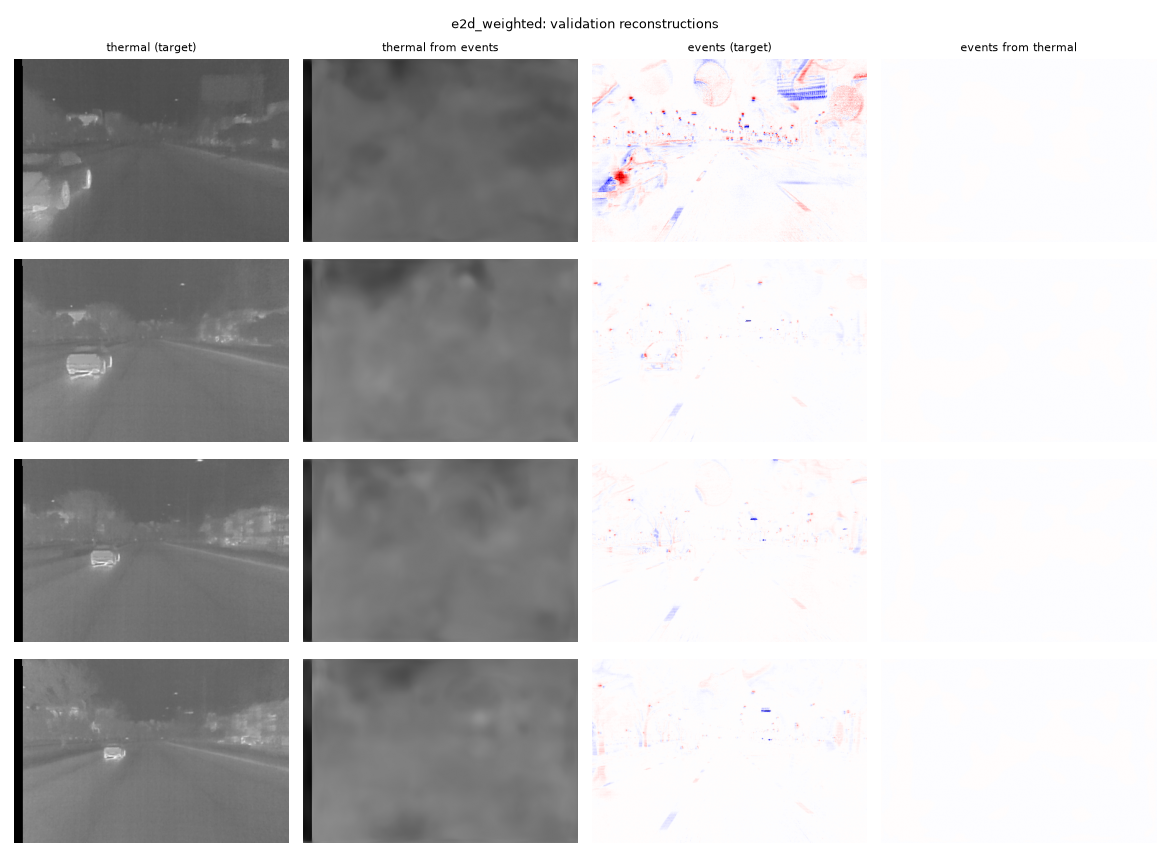 e2d_weighted: validation reconstructions
thermal (target)
thermal from events
events (target)
events from thermal